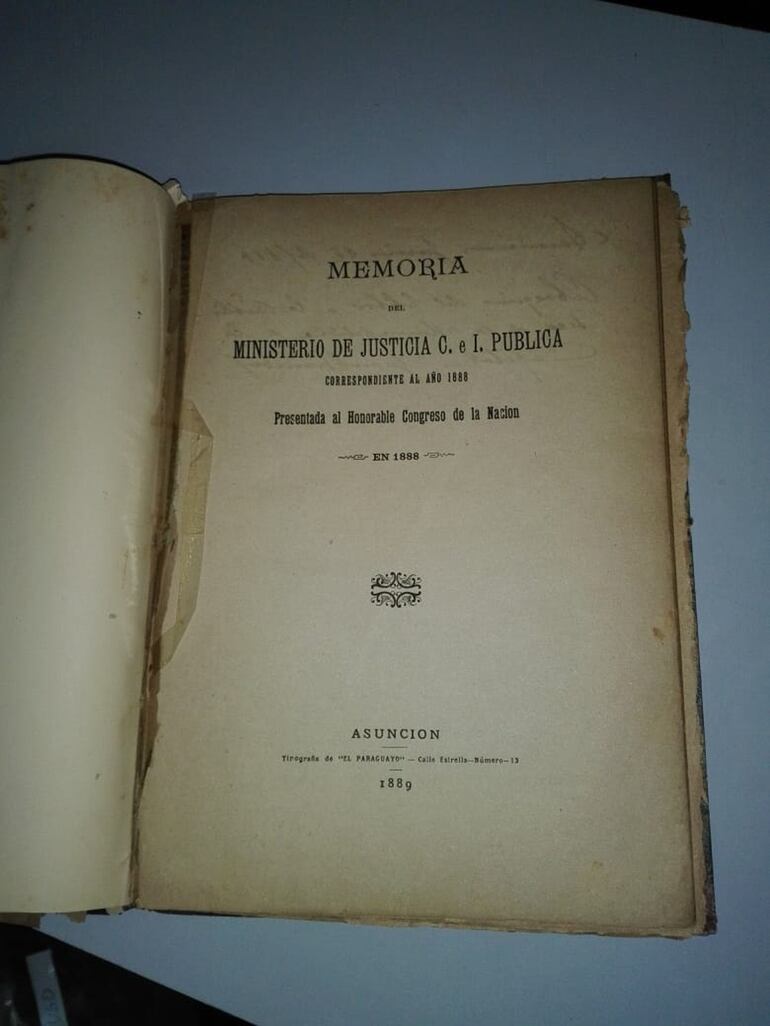 MEMORIA
DEL
MINISTERIO DE JUSTICIA C. e I. PUBLICA
CORRESPONDIENTE AL AÑO 1888
Presentada al Honorable Congreso de la Nacion
EN 1888
ASUNCION
Tipografia de "EL PARAGUAYO" — Calle Estrella—Número—13
1889